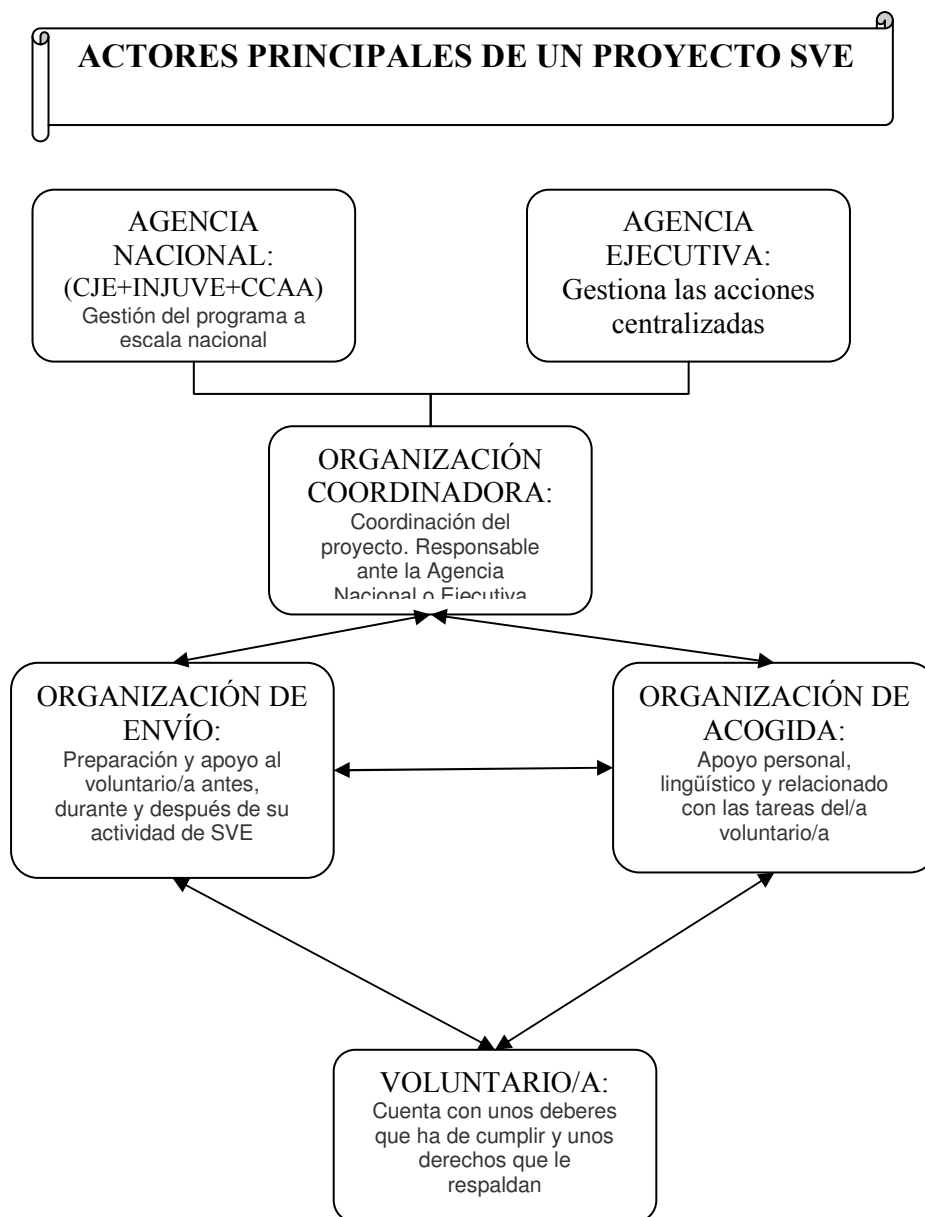 ACTORES PRINCIPALES DE UN PROYECTO SVE
AGENCIA
NACIONAL:
(CJE+INJUVE+CCAA)
Gestión del programa a
escala nacional
AGENCIA
EJECUTIVA:
Gestiona las acciones
centralizadas
ORGANIZACIÓN
COORDINADORA:
Coordinación del
proyecto. Responsable
ante la Agencia
Nacional o Ejecutiva
ORGANIZACIÓN DE
ENVÍO:
Preparación y apoyo al
voluntario/a antes,
durante y después de su
actividad de SVE
ORGANIZACIÓN DE
ACOGIDA:
Apoyo personal,
lingüístico y relacionado
con las tareas del/a
voluntario/a
VOLUNTARIO/A:
Cuenta con unos deberes
que ha de cumplir y unos
derechos que le
respaldan